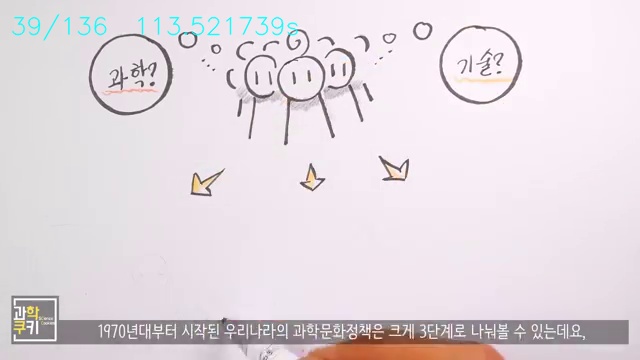 39/136 113.521739s
과학?
기술?
과학
쿠키
1970년대부터 시작된 우리나라의 과학문화정책은 크게 3단계로 나눠볼 수 있는데요,